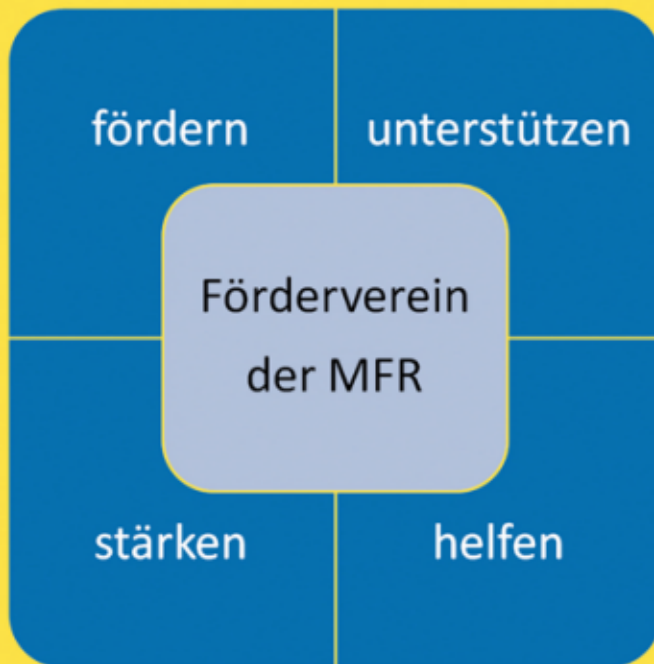 fördern
unterstützen
Förderverein
der MFR
stärken
helfen